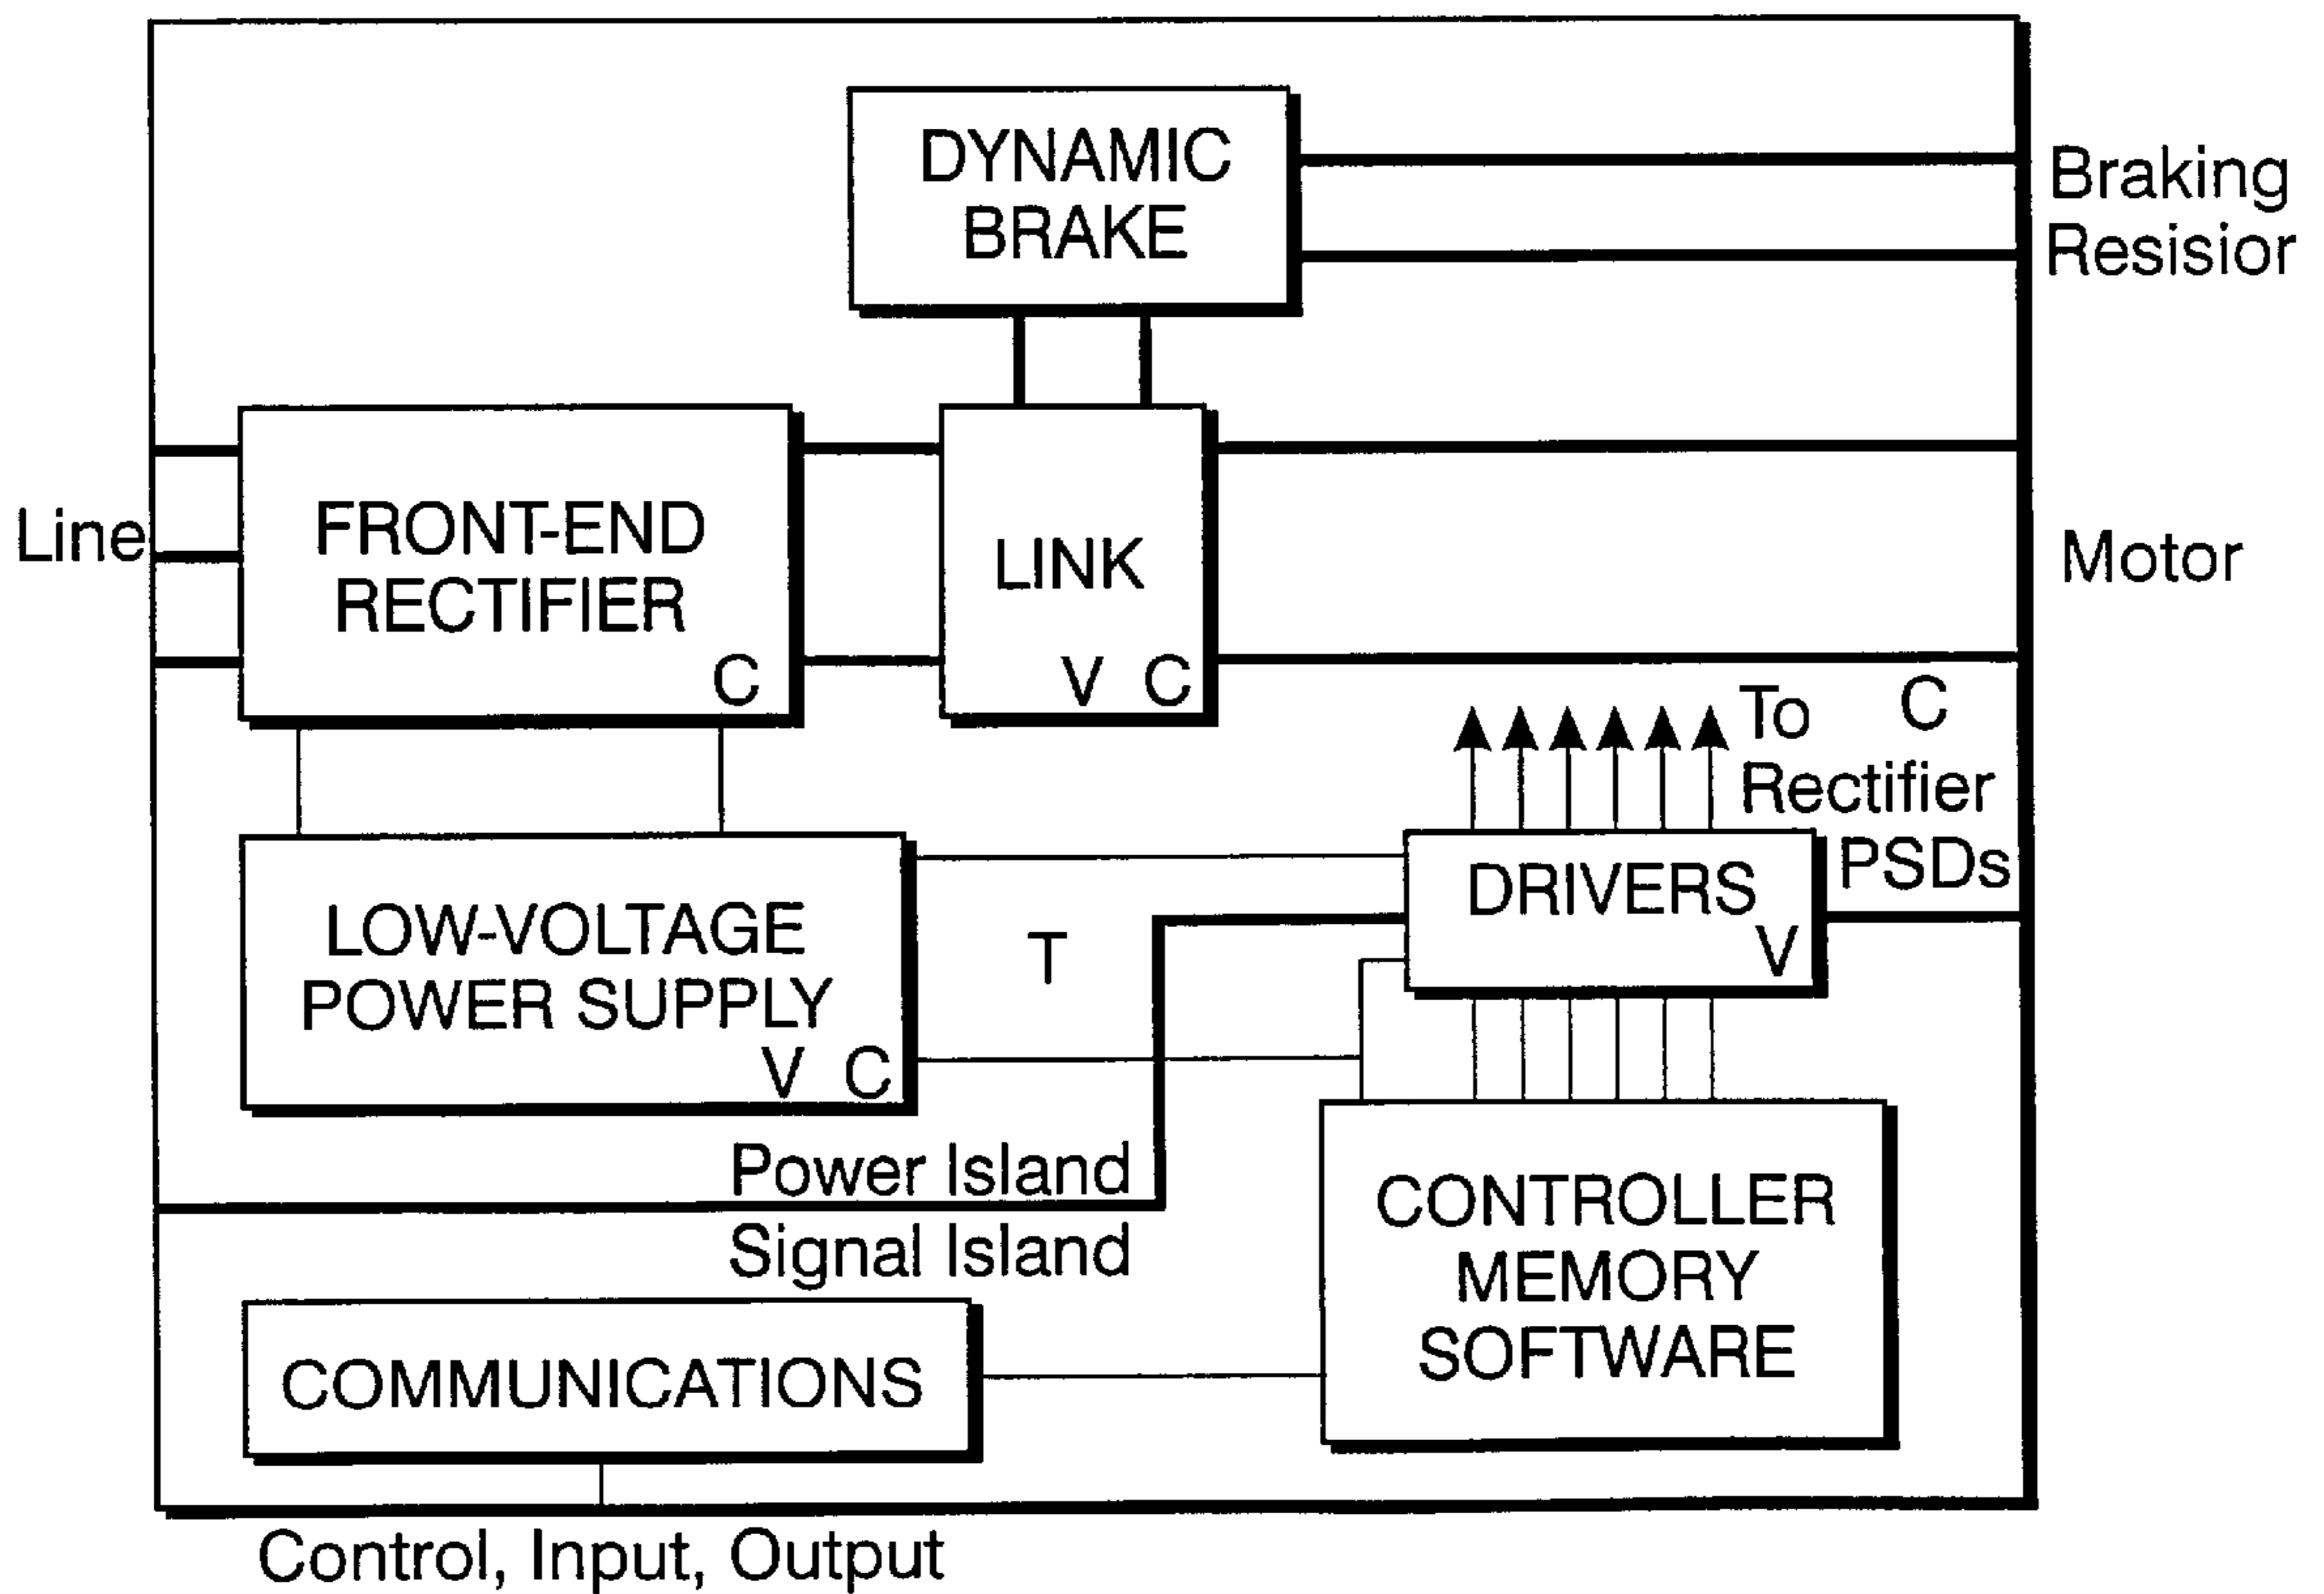 DYNAMIC
BRAKE
Braking
Resisior
Line
FRONT-END
RECTIFIER
C
LINK
V C
Motor
To
C
Rectifier
PSDs
LOW-VOLTAGE
POWER SUPPLY
V C
T
DRIVERS
V
Power Island
Signal Island
CONTROLLER
MEMORY
SOFTWARE
COMMUNICATIONS
Control, Input, Output